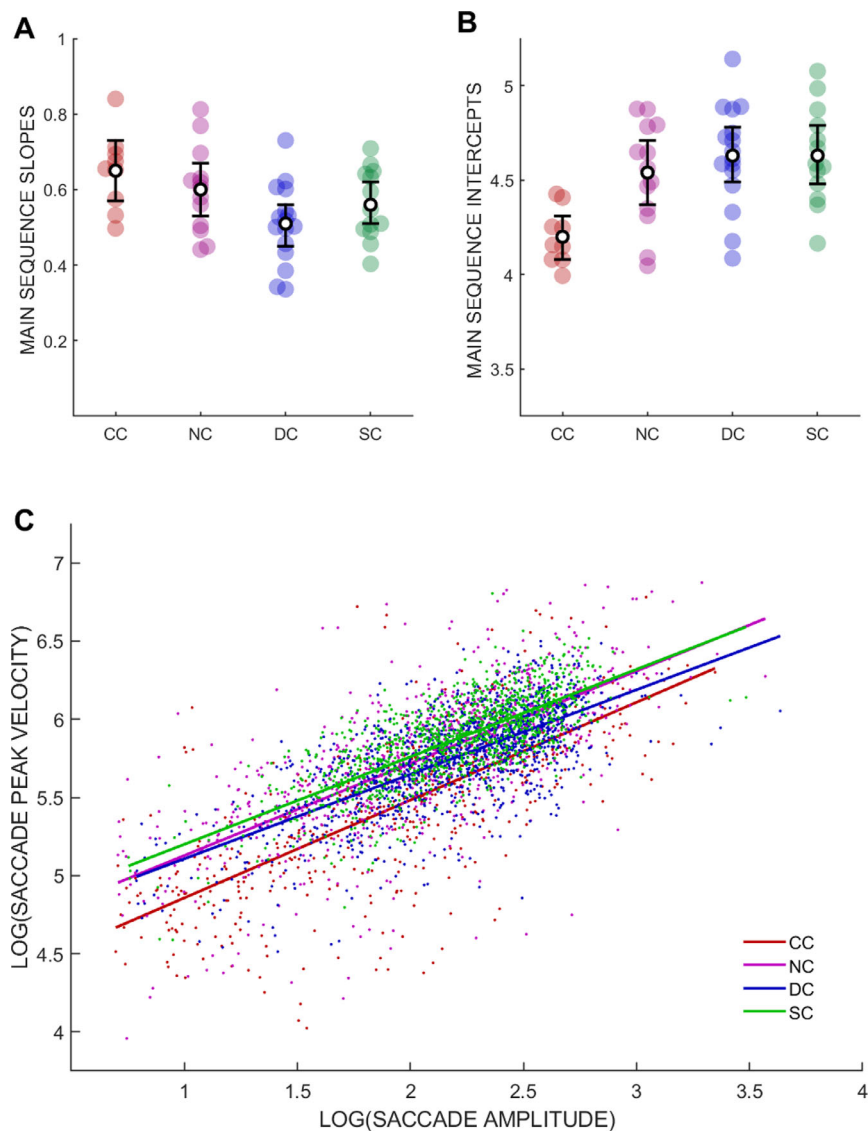 A
B
MAIN SEQUENCE SLOPES
1
0.8
0.6
0.4
0.2
CC NC DC SC
MAIN SEQUENCE INTERCEPTS
5
4.5
4
3.5
CC NC DC SC
C
LOG(SACCADE PEAK VELOCITY)
7
6.5
6
5.5
5
4.5
4
CC
NC
DC
SC
1 1.5 2 2.5 3 3.5 4
LOG(SACCADE AMPLITUDE)